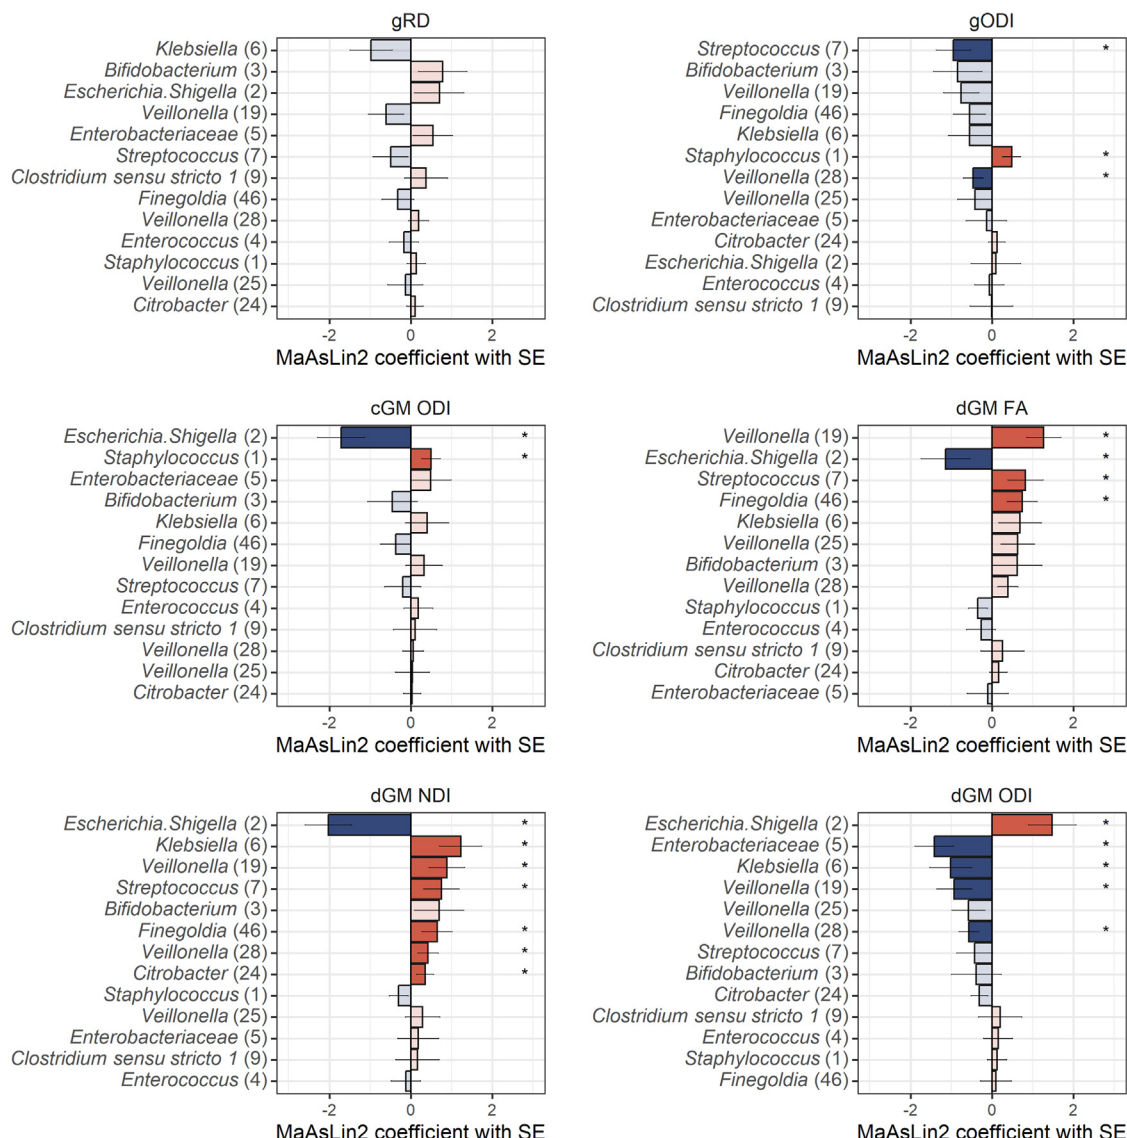 gRD
Klebsiella (6)
Bifidobacterium (3)
Escherichia.Shigella (2)
Veillonella (19)
Enterobacteriaceae (5)
Streptococcus (7)
Clostridium sensu stricto 1 (9)
Finegoldia (46)
Veillonella (28)
Enterococcus (4)
Staphylococcus (1)
Veillonella (25)
Citrobacter (24)
-2 0 2
MaAsLin2 coefficient with SE
gODI
Streptococcus (7) *
Bifidobacterium (3)
Veillonella (19)
Finegoldia (46)
Klebsiella (6)
Staphylococcus (1) *
Veillonella (28) *
Veillonella (25)
Enterobacteriaceae (5)
Citrobacter (24)
Escherichia.Shigella (2)
Enterococcus (4)
Clostridium sensu stricto 1 (9)
-2 0 2
MaAsLin2 coefficient with SE
cGM ODI
Escherichia.Shigella (2) *
Staphylococcus (1) *
Enterobacteriaceae (5)
Bifidobacterium (3)
Klebsiella (6)
Finegoldia (46)
Veillonella (19)
Streptococcus (7)
Enterococcus (4)
Clostridium sensu stricto 1 (9)
Veillonella (28)
Veillonella (25)
Citrobacter (24)
-2 0 2
MaAsLin2 coefficient with SE
dGM FA
Veillonella (19) *
Escherichia.Shigella (2) *
Streptococcus (7) *
Finegoldia (46) *
Klebsiella (6)
Veillonella (25)
Bifidobacterium (3)
Veillonella (28)
Staphylococcus (1)
Enterococcus (4)
Clostridium sensu stricto 1 (9)
Citrobacter (24)
Enterobacteriaceae (5)
-2 0 2
MaAsLin2 coefficient with SE
dGM NDI
Escherichia.Shigella (2) *
Klebsiella (6) *
Veillonella (19) *
Streptococcus (7) *
Bifidobacterium (3)
Finegoldia (46) *
Veillonella (28) *
Citrobacter (24) *
Staphylococcus (1)
Veillonella (25)
Enterobacteriaceae (5)
Clostridium sensu stricto 1 (9)
Enterococcus (4)
-2 0 2
MaAsLin2 coefficient with SE
dGM ODI
Escherichia.Shigella (2) *
Enterobacteriaceae (5) *
Klebsiella (6) *
Veillonella (19) *
Veillonella (25)
Veillonella (28) *
Streptococcus (7)
Bifidobacterium (3)
Citrobacter (24)
Clostridium sensu stricto 1 (9)
Enterococcus (4)
Staphylococcus (1)
Finegoldia (46)
-2 0 2
MaAsLin2 coefficient with SE